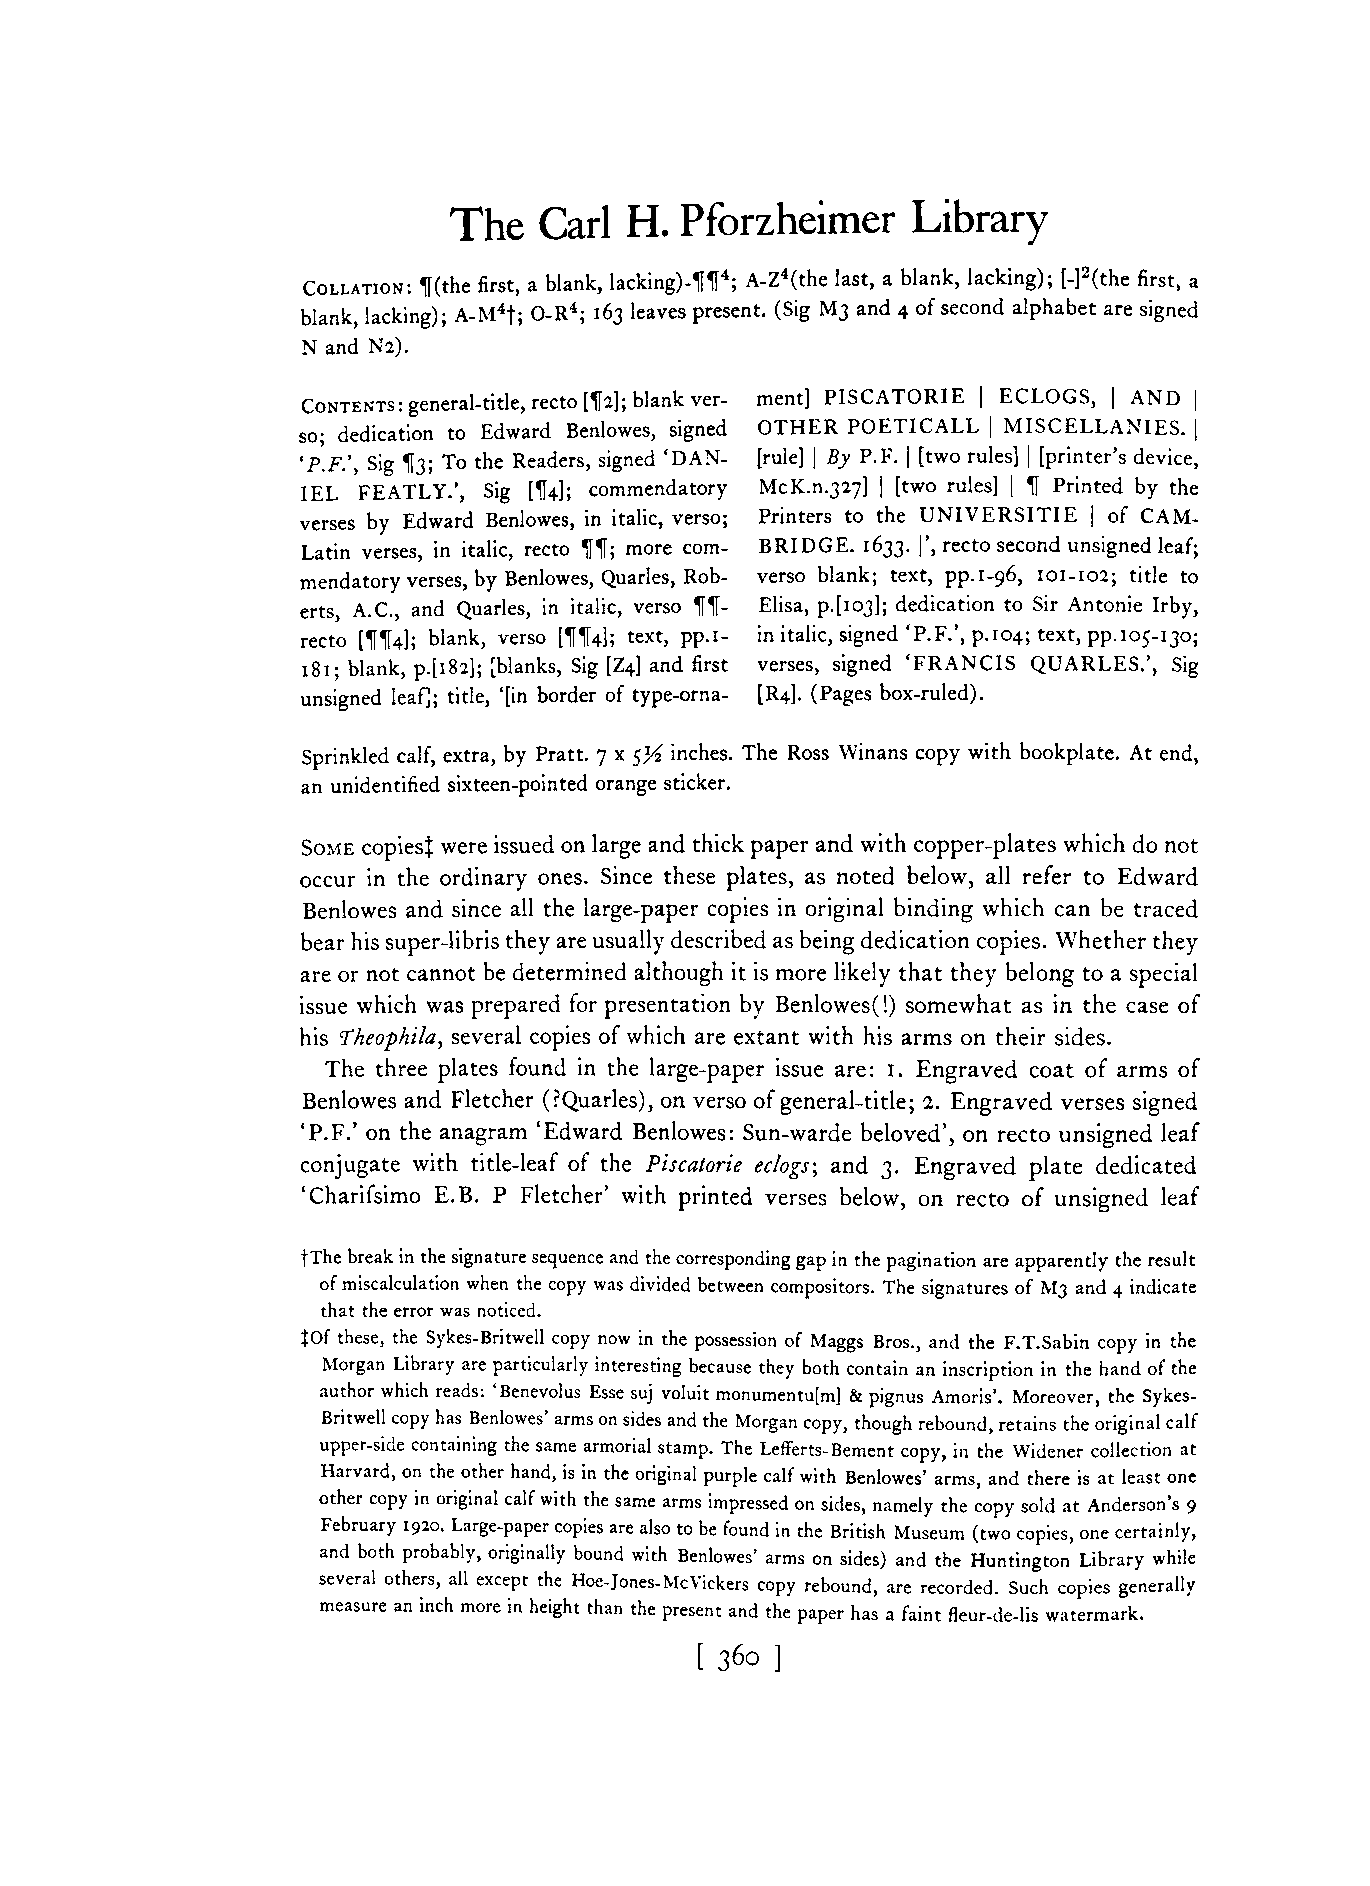 The Carl H. Pforzheimer Library
COLLATION: ¶(the first, a blank, lacking)-¶¶⁴; A-Z⁴(the last, a blank, lacking); [-]²(the first, a
blank, lacking); A-M⁴†; O-R⁴; 163 leaves present. (Sig M3 and 4 of second alphabet are signed
N and N2).
CONTENTS: general-title, recto [¶2]; blank ver-
so; dedication to Edward Benlowes, signed
‘P.F.’, Sig ¶3; To the Readers, signed ‘DAN-
IEL FEATLY.’, Sig [¶4]; commendatory
verses by Edward Benlowes, in italic, verso;
Latin verses, in italic, recto ¶¶; more com-
mendatory verses, by Benlowes, Quarles, Rob-
erts, A.C., and Quarles, in italic, verso ¶¶-
recto [¶¶4]; blank, verso [¶¶4]; text, pp.1-
181; blank, p.[182]; [blanks, Sig [Z4] and first
unsigned leaf]; title, ‘[in border of type-orna-
ment] PISCATORIE | ECLOGS, | AND |
OTHER POETICALL | MISCELLANIES. |
[rule] | By P.F. | [two rules] | [printer’s device,
McK.n.327] | [two rules] | ¶ Printed by the
Printers to the UNIVERSITIE | of CAM-
BRIDGE. 1633. |’, recto second unsigned leaf;
verso blank; text, pp.1-96, 101-102; title to
Elisa, p.[103]; dedication to Sir Antonie Irby,
in italic, signed ‘P.F.’, p.104; text, pp.105-130;
verses, signed ‘FRANCIS QUARLES.’, Sig
[R4]. (Pages box-ruled).
Sprinkled calf, extra, by Pratt. 7 x 5½ inches. The Ross Winans copy with bookplate. At end,
an unidentified sixteen-pointed orange sticker.
SOME copies‡ were issued on large and thick paper and with copper-plates which do not
occur in the ordinary ones. Since these plates, as noted below, all refer to Edward
Benlowes and since all the large-paper copies in original binding which can be traced
bear his super-libris they are usually described as being dedication copies. Whether they
are or not cannot be determined although it is more likely that they belong to a special
issue which was prepared for presentation by Benlowes(!) somewhat as in the case of
his Theophila, several copies of which are extant with his arms on their sides.
The three plates found in the large-paper issue are: 1. Engraved coat of arms of
Benlowes and Fletcher (?Quarles), on verso of general-title; 2. Engraved verses signed
‘P.F.’ on the anagram ‘Edward Benlowes: Sun-warde beloved’, on recto unsigned leaf
conjugate with title-leaf of the Piscatorie eclogs; and 3. Engraved plate dedicated
‘Charifsimo E.B. P Fletcher’ with printed verses below, on recto of unsigned leaf
†The break in the signature sequence and the corresponding gap in the pagination are apparently the result
of miscalculation when the copy was divided between compositors. The signatures of M3 and 4 indicate
that the error was noticed.
‡Of these, the Sykes-Britwell copy now in the possession of Maggs Bros., and the F.T.Sabin copy in the
Morgan Library are particularly interesting because they both contain an inscription in the hand of the
author which reads: ‘Benevolus Esse suj voluit monumentu[m] & pignus Amoris’. Moreover, the Sykes-
Britwell copy has Benlowes’ arms on sides and the Morgan copy, though rebound, retains the original calf
upper-side containing the same armorial stamp. The Lefferts-Bement copy, in the Widener collection at
Harvard, on the other hand, is in the original purple calf with Benlowes’ arms, and there is at least one
other copy in original calf with the same arms impressed on sides, namely the copy sold at Anderson’s 9
February 1920. Large-paper copies are also to be found in the British Museum (two copies, one certainly,
and both probably, originally bound with Benlowes’ arms on sides) and the Huntington Library while
several others, all except the Hoe-Jones-McVickers copy rebound, are recorded. Such copies generally
measure an inch more in height than the present and the paper has a faint fleur-de-lis watermark.
[ 360 ]